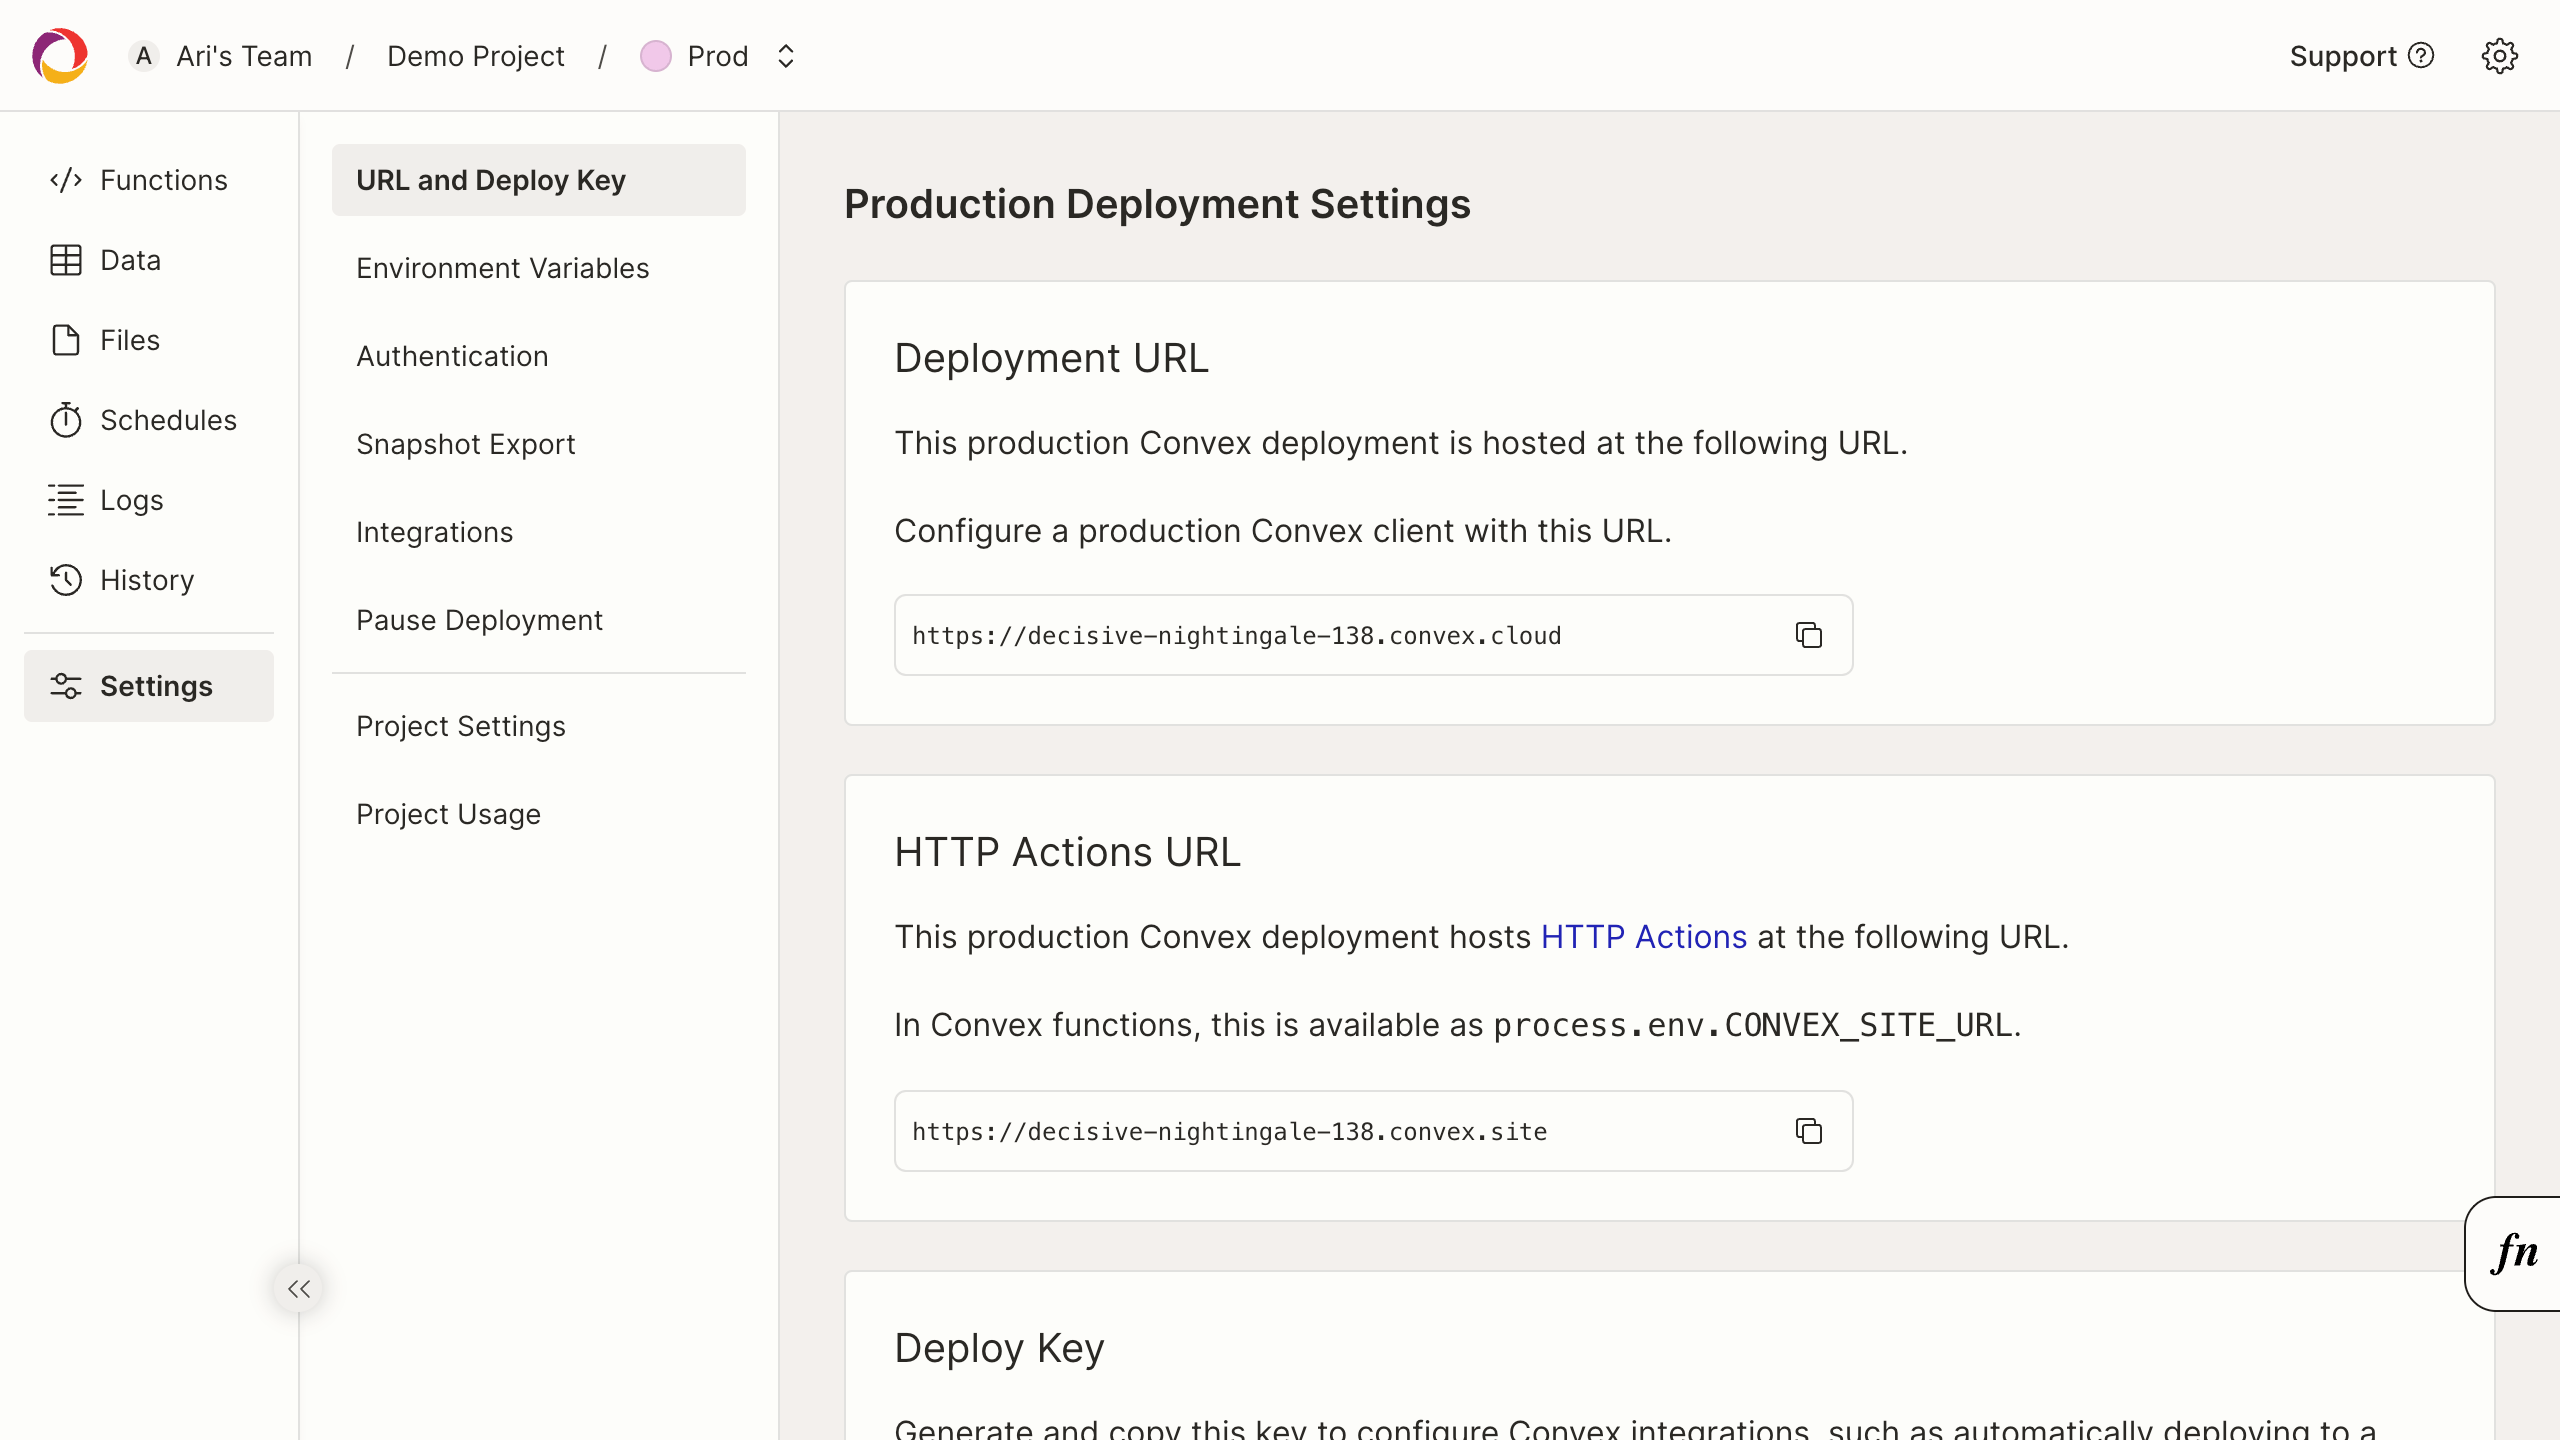 A Ari's Team / Demo Project / Prod
Support
Functions
Data
Files
Schedules
Logs
History
Settings
URL and Deploy Key
Environment Variables
Authentication
Snapshot Export
Integrations
Pause Deployment
Project Settings
Project Usage
Production Deployment Settings
Deployment URL
This production Convex deployment is hosted at the following URL.
Configure a production Convex client with this URL.
https://decisive-nightingale-138.convex.cloud
HTTP Actions URL
This production Convex deployment hosts HTTP Actions at the following URL.
In Convex functions, this is available as process.env.CONVEX_SITE_URL.
https://decisive-nightingale-138.convex.site
fn
Deploy Key
Generate and copy this key to configure Convex integrations, such as automatically deploying to a